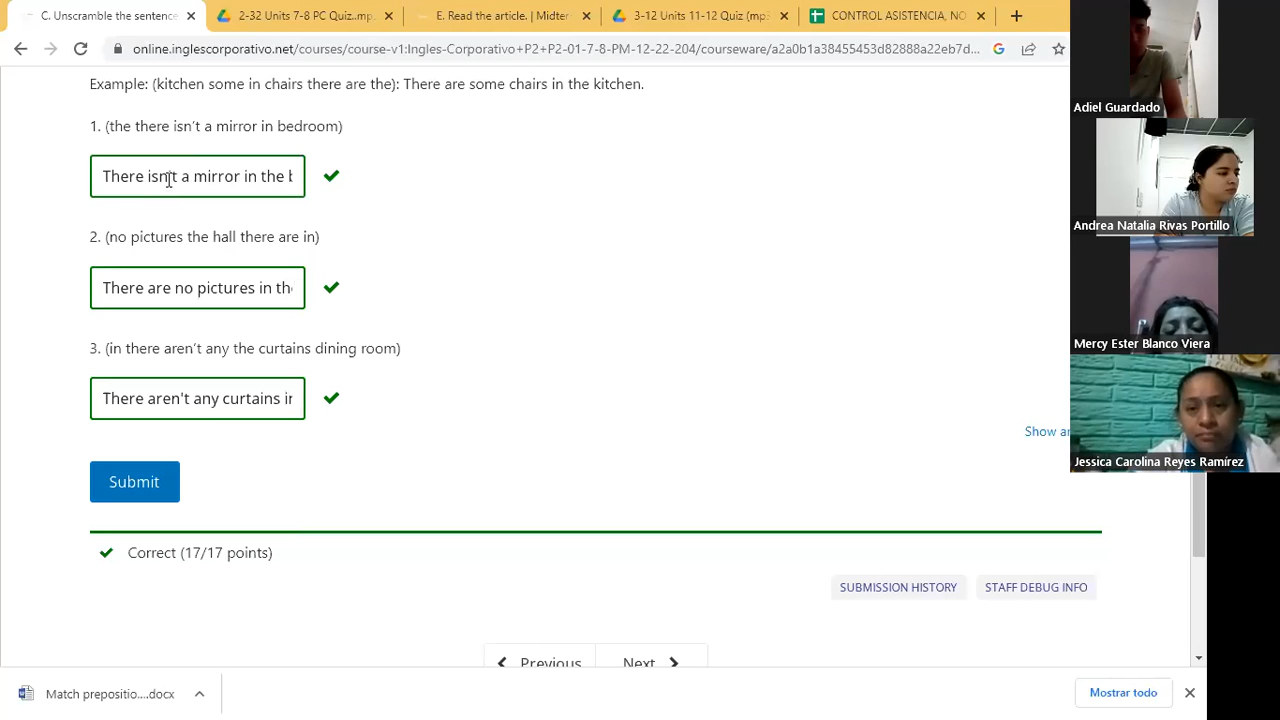 C. Unscramble the sentence
2-32 Units 7-8 PC Quiz..mp
E. Read the article. | Midter
3-12 Units 11-12 Quiz (mp3
CONTROL ASISTENCIA, NO
online.inglescorporativo.net/courses/course-v1:Ingles-Corporativo+P2+P2-01-7-8-PM-12-22-204/courseware/a2a0b1a38455453d82888a22eb7d...
Example: (kitchen some in chairs there are the): There are some chairs in the kitchen.
1. (the there isn't a mirror in bedroom)
There isn't a mirror in the b
2. (no pictures the hall there are in)
There are no pictures in the
3. (in there aren't any the curtains dining room)
There aren't any curtains in
Show an
Submit
Correct (17/17 points)
SUBMISSION HISTORY
STAFF DEBUG INFO
Previous
Next
Match prepositio....docx
Mostrar todo
Adiel Guardado
Andrea Natalia Rivas Portillo
Mercy Ester Blanco Viera
Jessica Carolina Reyes Ramírez